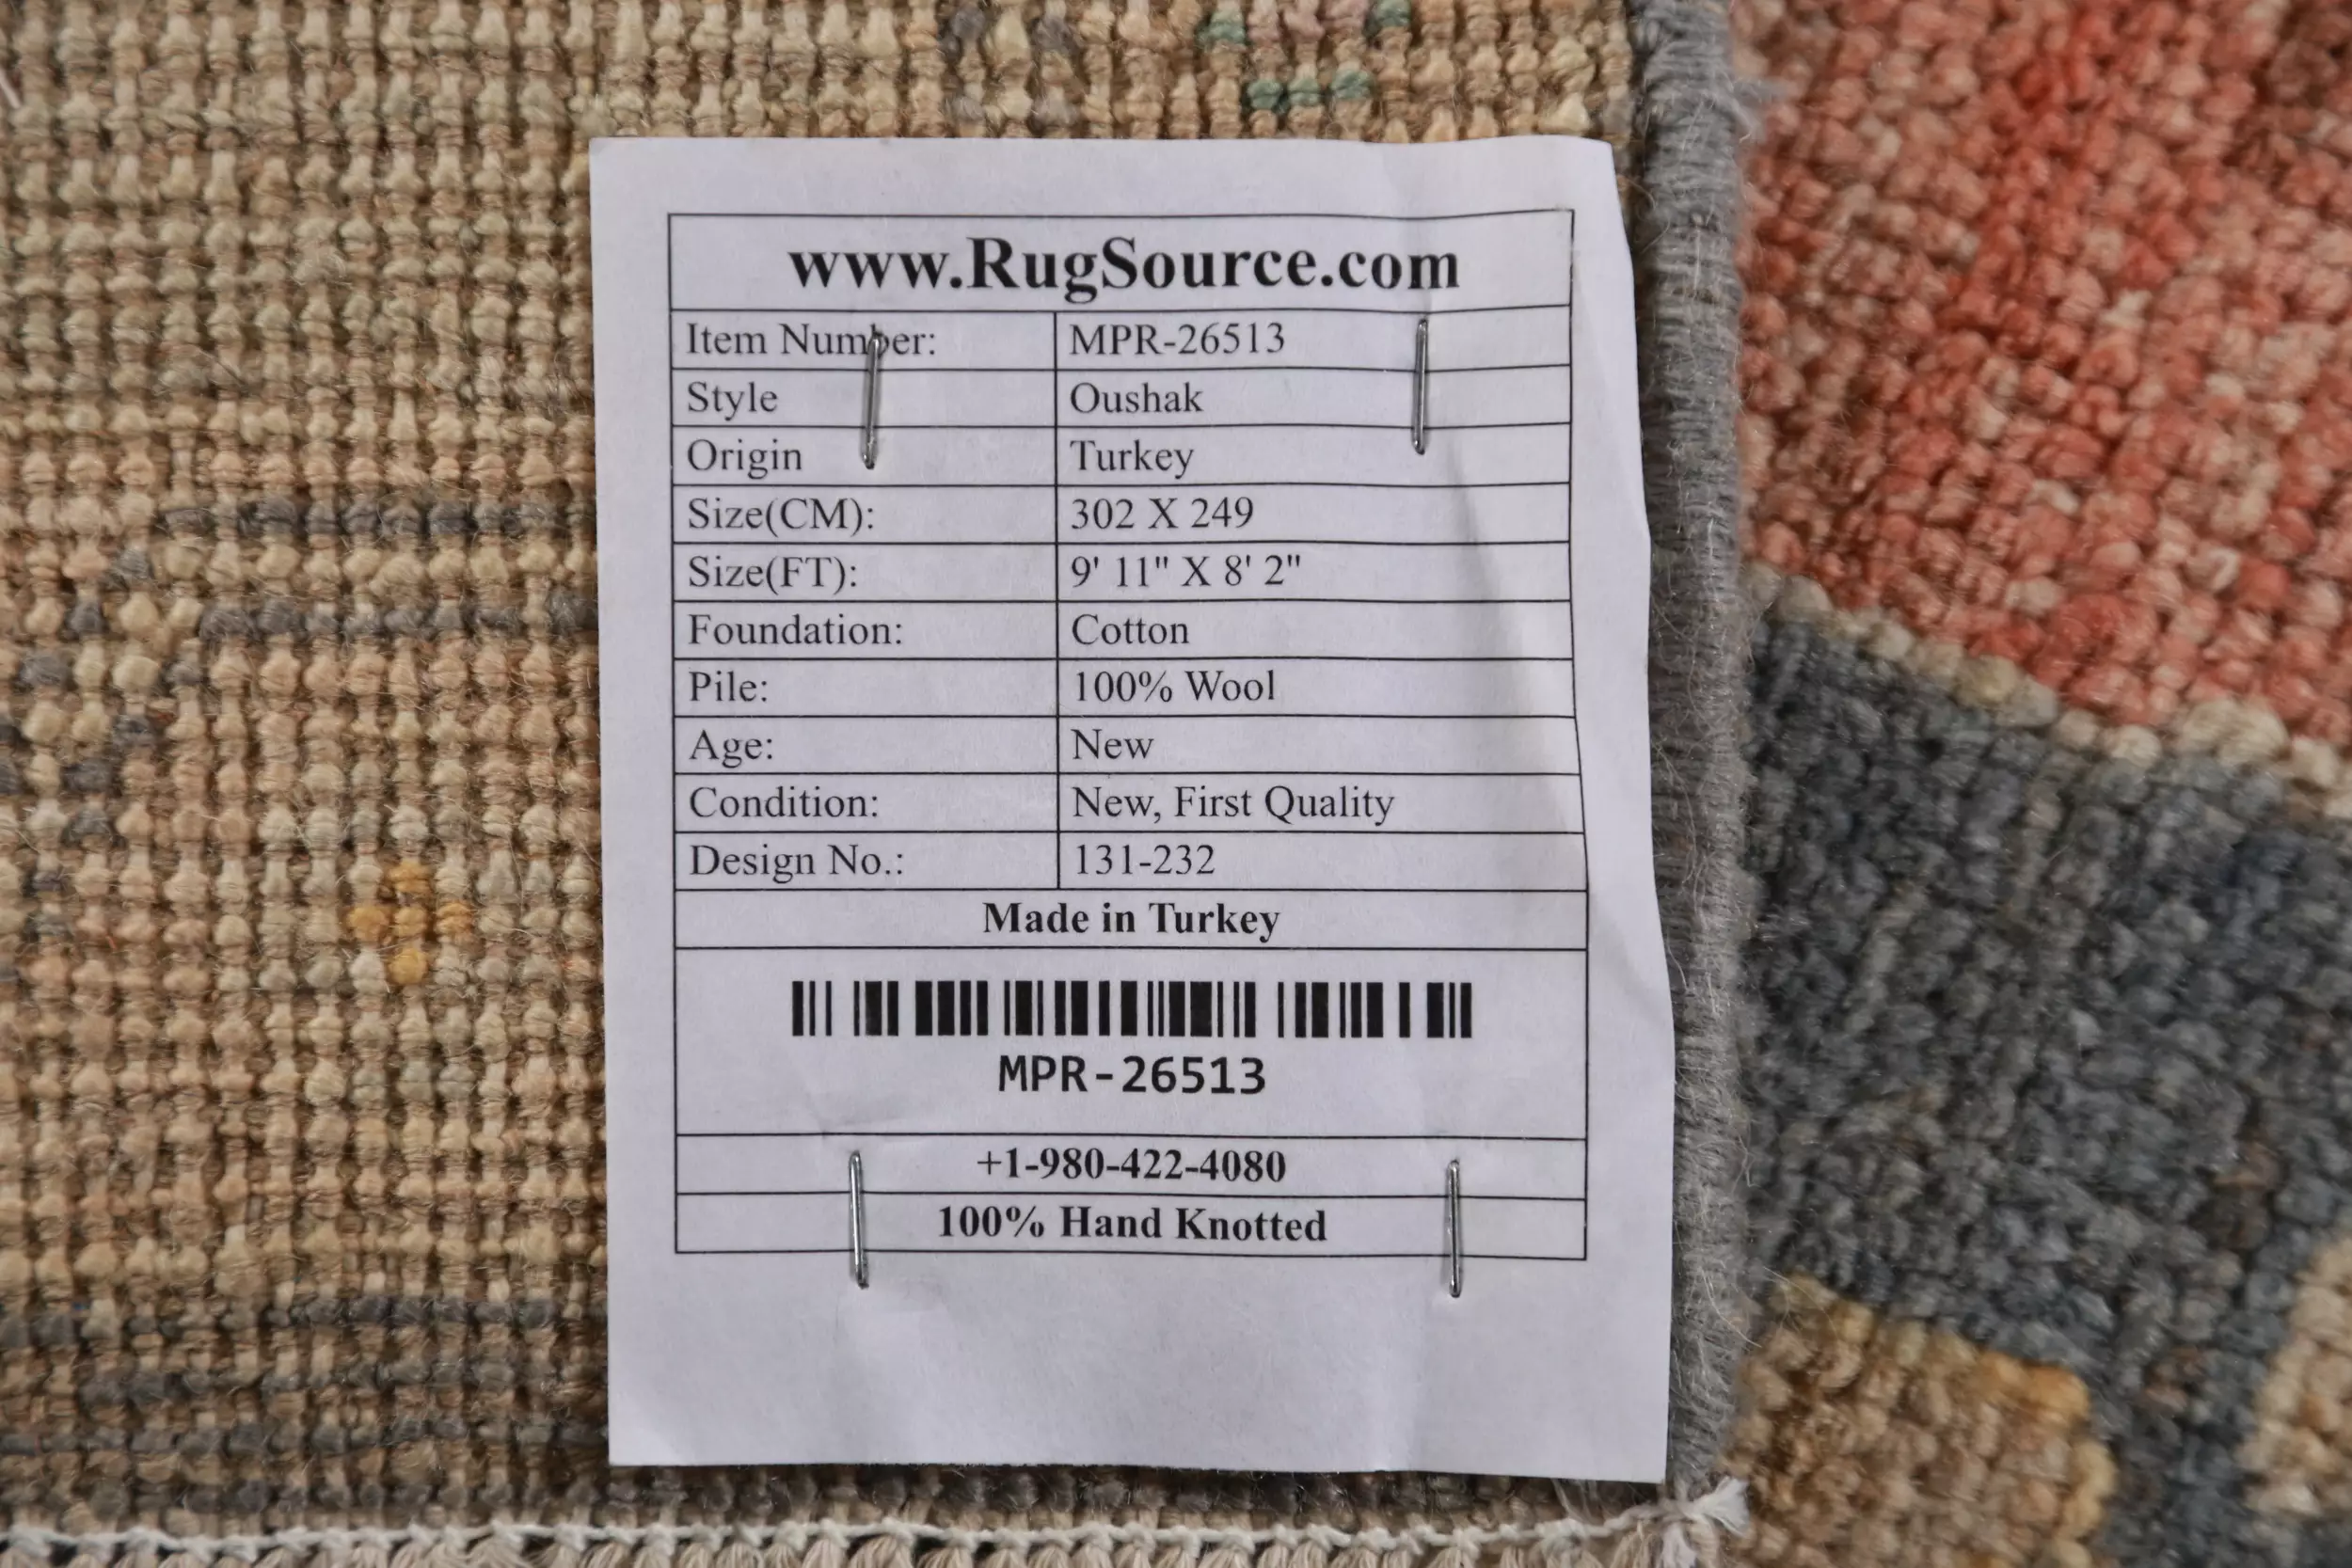 www.RugSource.com
Item Number: MPR-26513
Style Oushak
Origin Turkey
Size(CM): 302 X 249
Size(FT): 9' 11" X 8' 2"
Foundation: Cotton
Pile: 100% Wool
Age: New
Condition: New, First Quality
Design No.: 131-232
Made in Turkey
MPR-26513
+1-980-422-4080
100% Hand Knotted